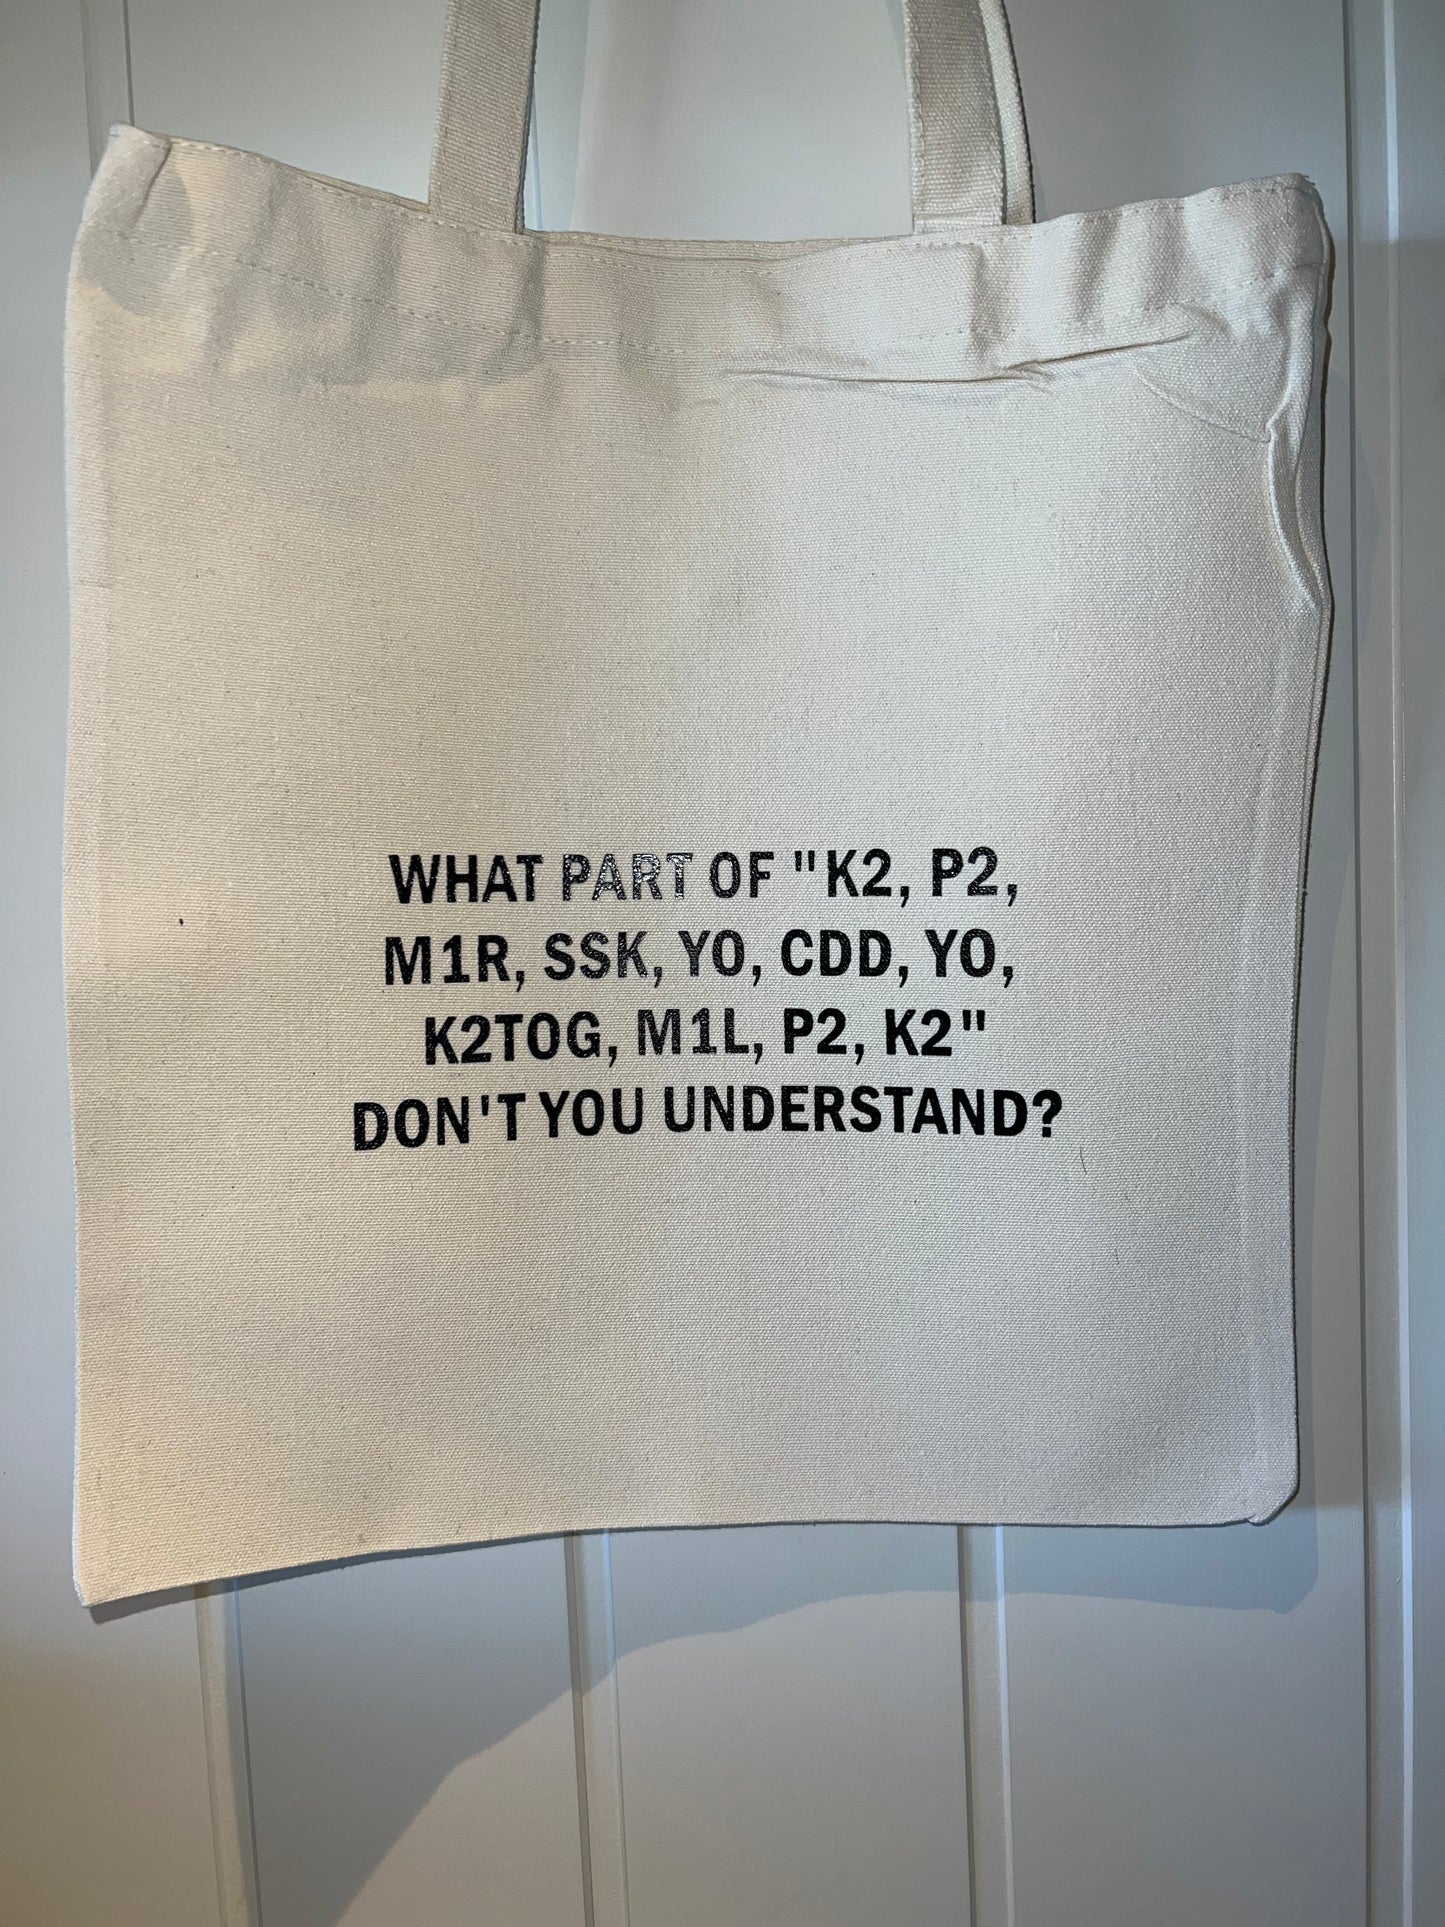 WHAT PART OF "K2, P2,
M1R, SSK, YO, CDD, YO,
K2TOG, M1L, P2, K2"
DON'T YOU UNDERSTAND?